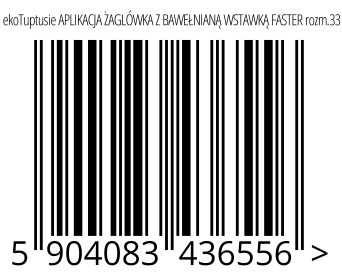 ekoTuptusie APLIKACJA ŻAGLÓWKA Z BAWEŁNIANĄ WSTAWKĄ FASTER rozm.33
5 904083 436556 >